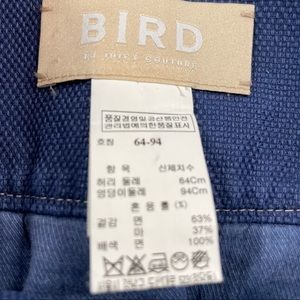 BIRD
BY JUICY COUTURE
품질경영및공산품안전
관리법에의한품질표시
호칭 64-94
항 목 신체치수
허리 둘레 64Cm
엉덩이둘레 94Cm
혼 용 률 (%)
겉감 면 63%
마 37%
배색 면 100%